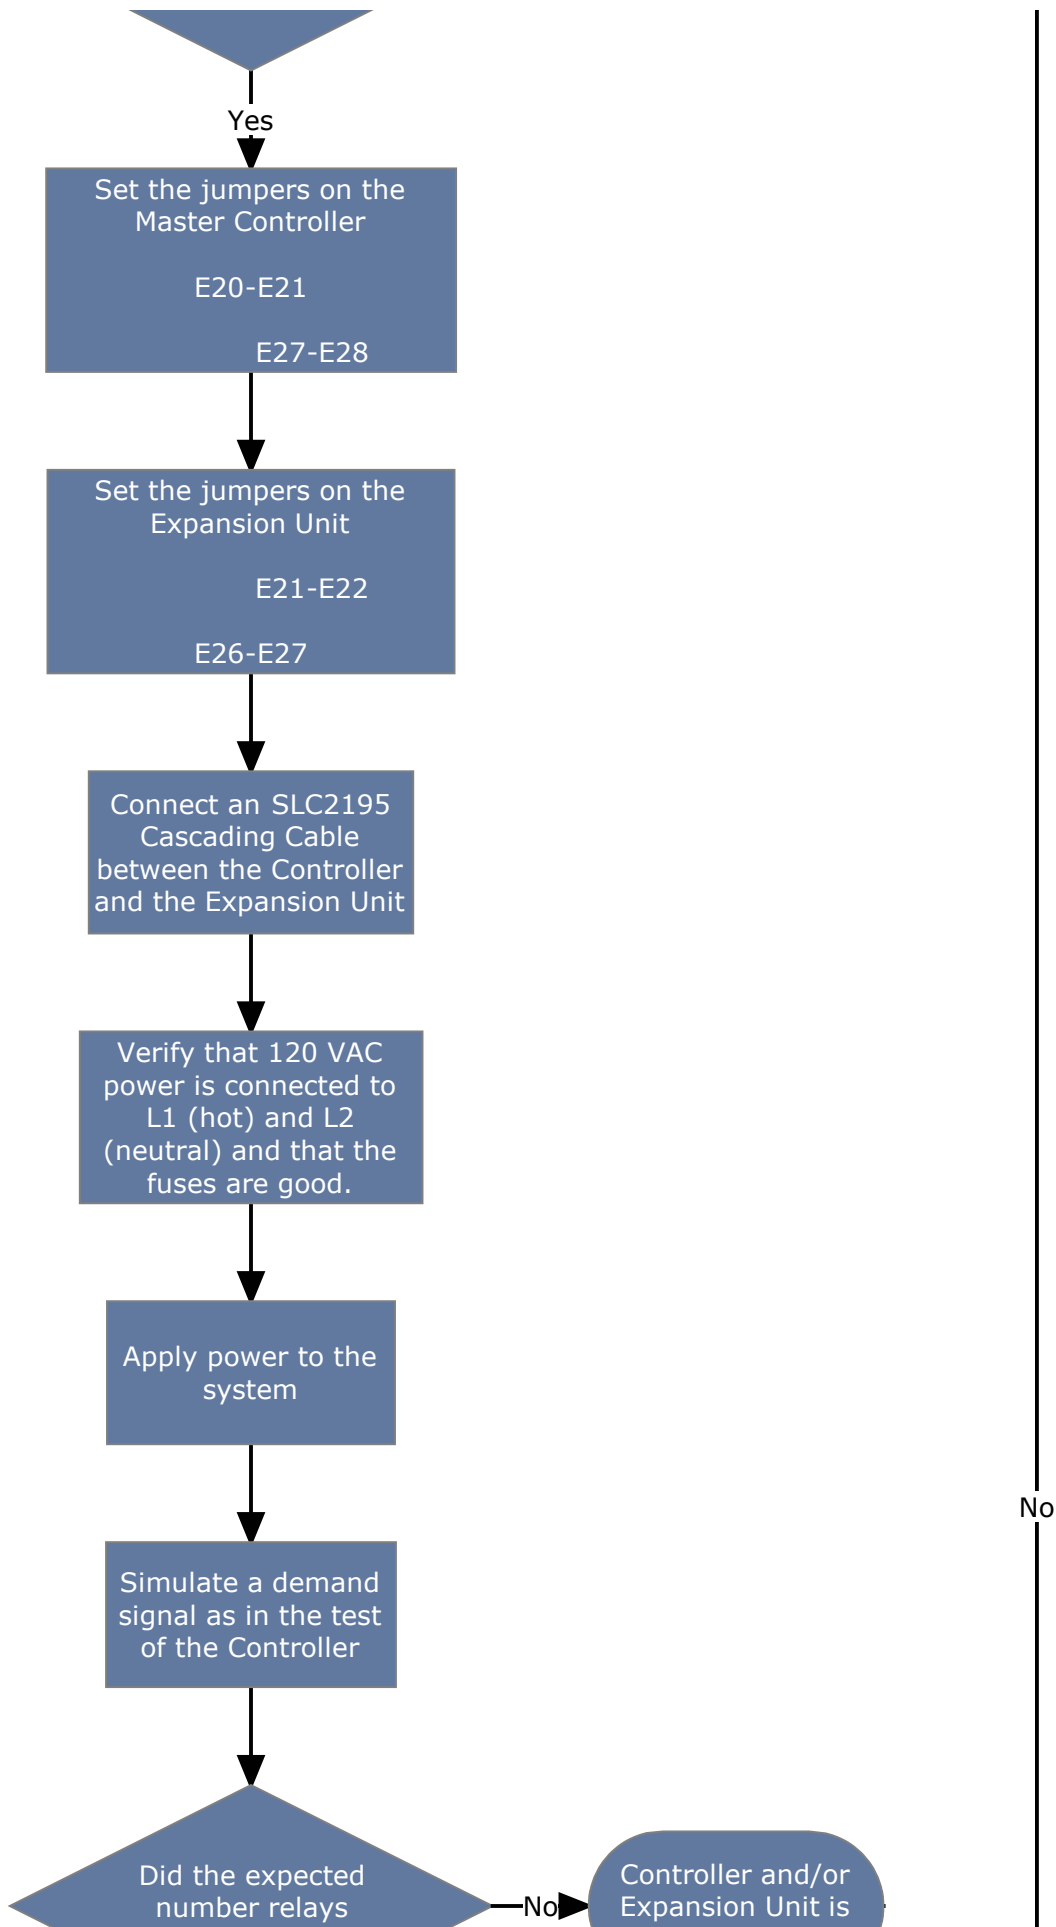 Yes
Set the jumpers on the
Master Controller
E20-E21
E27-E28
Set the jumpers on the
Expansion Unit
E21-E22
E26-E27
Connect an SLC2195
Cascading Cable
between the Controller
and the Expansion Unit
Verify that 120 VAC
power is connected to
L1 (hot) and L2
(neutral) and that the
fuses are good.
Apply power to the
system
No
Simulate a demand
signal as in the test
of the Controller
Did the expected
number relays
No
Controller and/or
Expansion Unit is